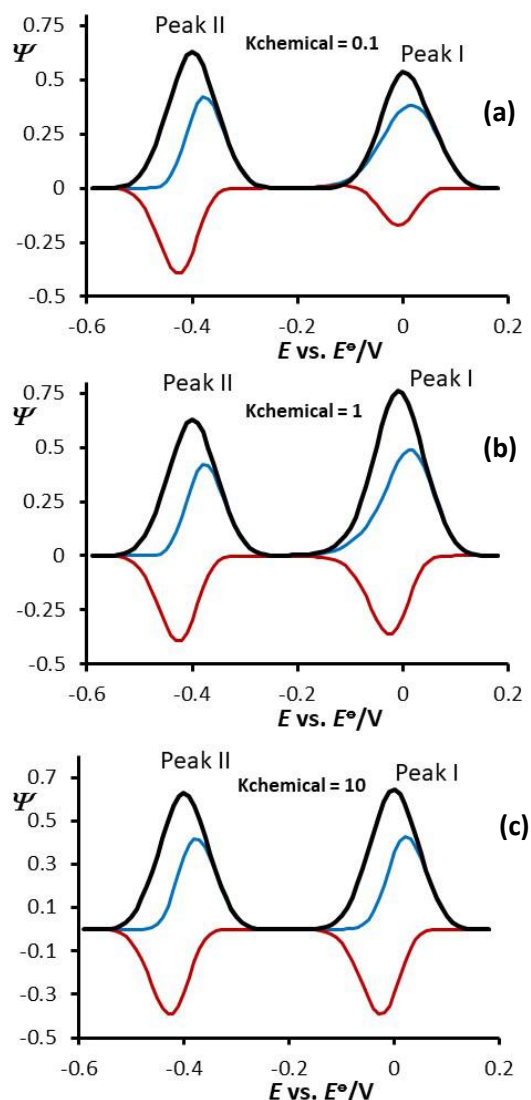 0.75
Ψ
Peak II
Kchemical = 0.1
Peak I
(a)
0.5
0.25
0
-0.25
-0.5
-0.6
-0.4
-0.2
0
0.2
E vs. E⦵/V
0.75
Ψ
Peak II
Kchemical = 1
Peak I
(b)
0.5
0.25
0
-0.25
-0.5
-0.6
-0.4
-0.2
0
0.2
E vs. E⦵/V
0.7
Ψ
Peak II
Kchemical = 10
Peak I
(c)
0.5
0.3
0.1
-0.1
-0.3
-0.5
-0.6
-0.4
-0.2
0
0.2
E vs. E⦵/V